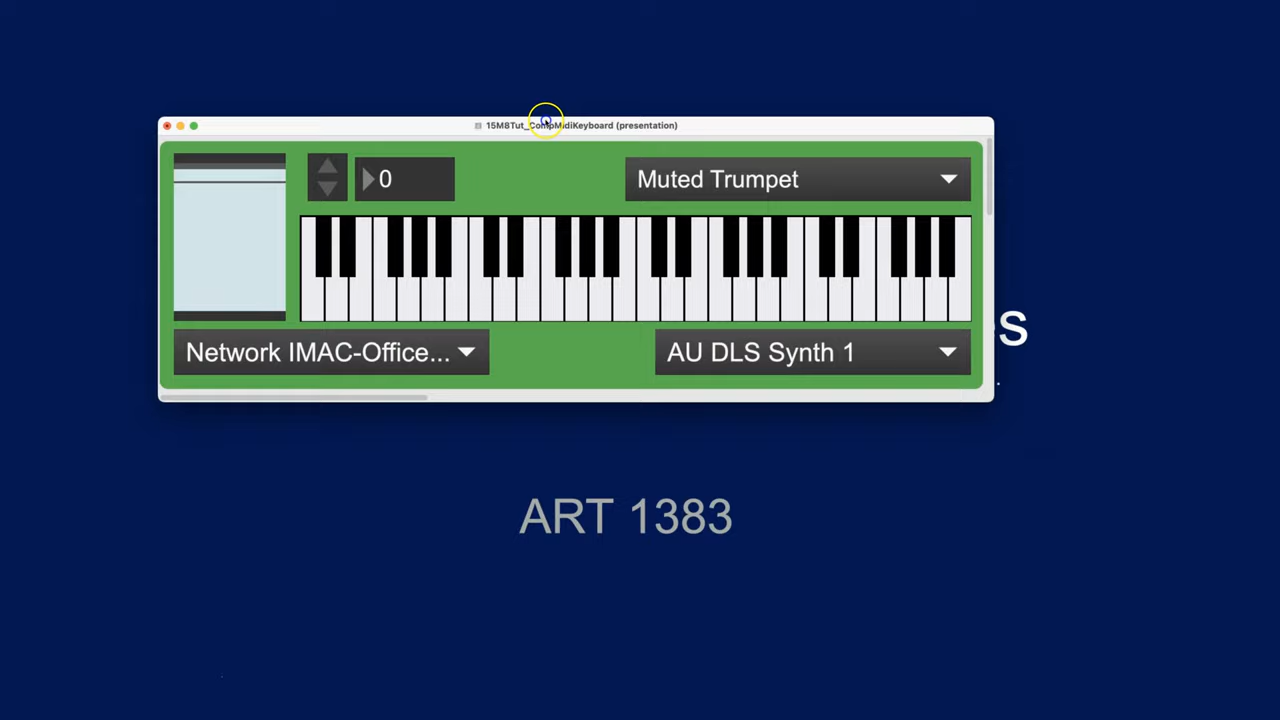 15M8Tut_CompMidiKeyboard (presentation)
0
Muted Trumpet
Network IMAC-Office...
AU DLS Synth 1
S
ART 1383